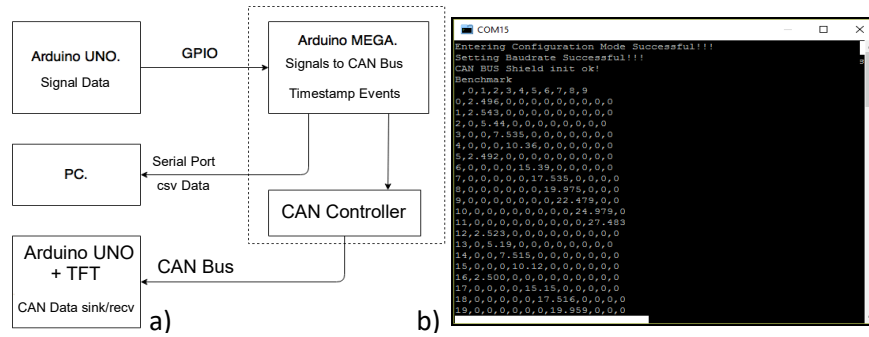 Arduino UNO.
Signal Data
GPIO
Arduino MEGA.
Signals to CAN Bus
Timestamp Events
PC.
Serial Port
csv Data
CAN Controller
Arduino UNO
+ TFT
CAN Data sink/recv
CAN Bus
a)
b)
COM15
Entering Configuration Mode Successful!!!
Setting Baudrate Successful!!!
CAN BUS Shield init ok!
Benchmark
,0,1,2,3,4,5,6,7,8,9
0,2.496,0,0,0,0,0,0,0,0,0
1,2.543,0,0,0,0,0,0,0,0,0
2,0,5.44,0,0,0,0,0,0,0,0
3,0,0,7.535,0,0,0,0,0,0,0
4,0,0,0,10.36,0,0,0,0,0,0
5,2.492,0,0,0,0,0,0,0,0,0
6,0,0,0,0,0,15.39,0,0,0,0
7,0,0,0,0,0,0,17.535,0,0,0
8,0,0,0,0,0,0,0,19.975,0,0
9,0,0,0,0,0,0,0,0,22.479,0
10,0,0,0,0,0,0,0,0,24.979,0
11,0,0,0,0,0,0,0,0,0,27.483
12,2.523,0,0,0,0,0,0,0,0,0
13,0,5.19,0,0,0,0,0,0,0,0
14,0,0,7.515,0,0,0,0,0,0,0
15,0,0,0,10.12,0,0,0,0,0,0
16,2.500,0,0,0,0,0,0,0,0,0
17,0,0,0,0,0,15.15,0,0,0,0
18,0,0,0,0,0,0,17.516,0,0,0
19,0,0,0,0,0,0,0,19.959,0,0